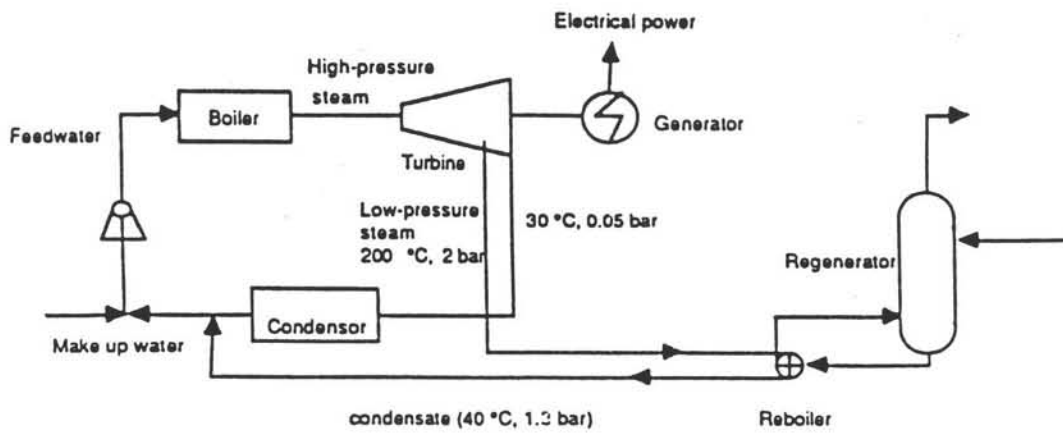 Electrical power
High-pressure
steam
Boiler
Feedwater
Generator
Turbine
Low-pressure
steam
200 °C, 2 bar
30 °C, 0.05 bar
Regenerator
Condensor
Make up water
condensate (40 °C, 1.3 bar)
Reboiler